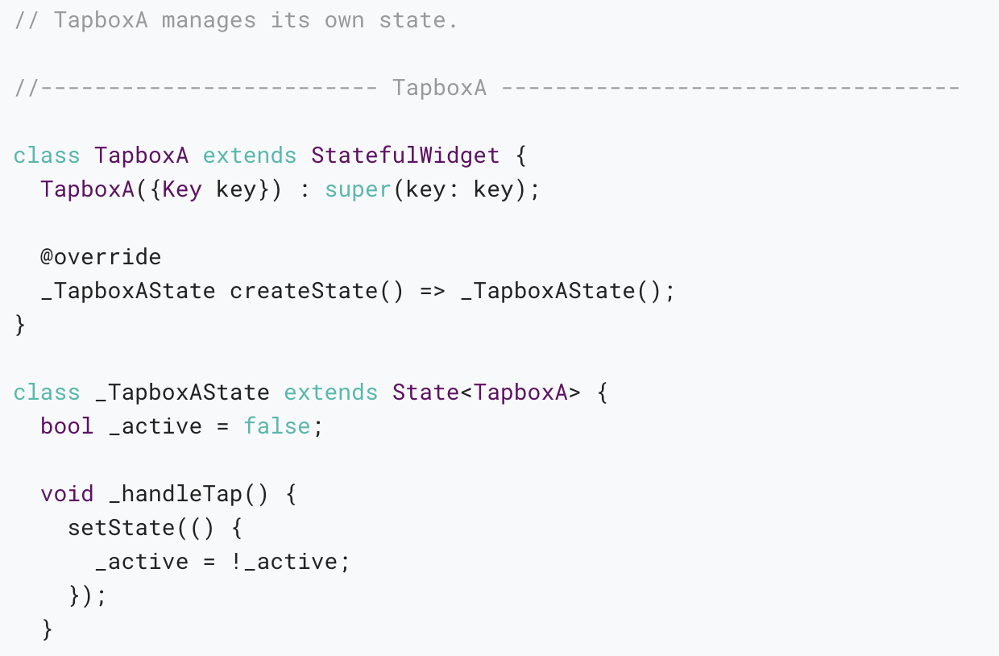 // TapboxA manages its own state.
//------------------------- TapboxA ----------------------------------
class TapboxA extends StatefulWidget {
  TapboxA({Key key}) : super(key: key);
  @override
  _TapboxAState createState() => _TapboxAState();
}
class _TapboxAState extends State<TapboxA> {
  bool _active = false;
  void _handleTap() {
    setState(() {
      _active = !_active;
    });
  }